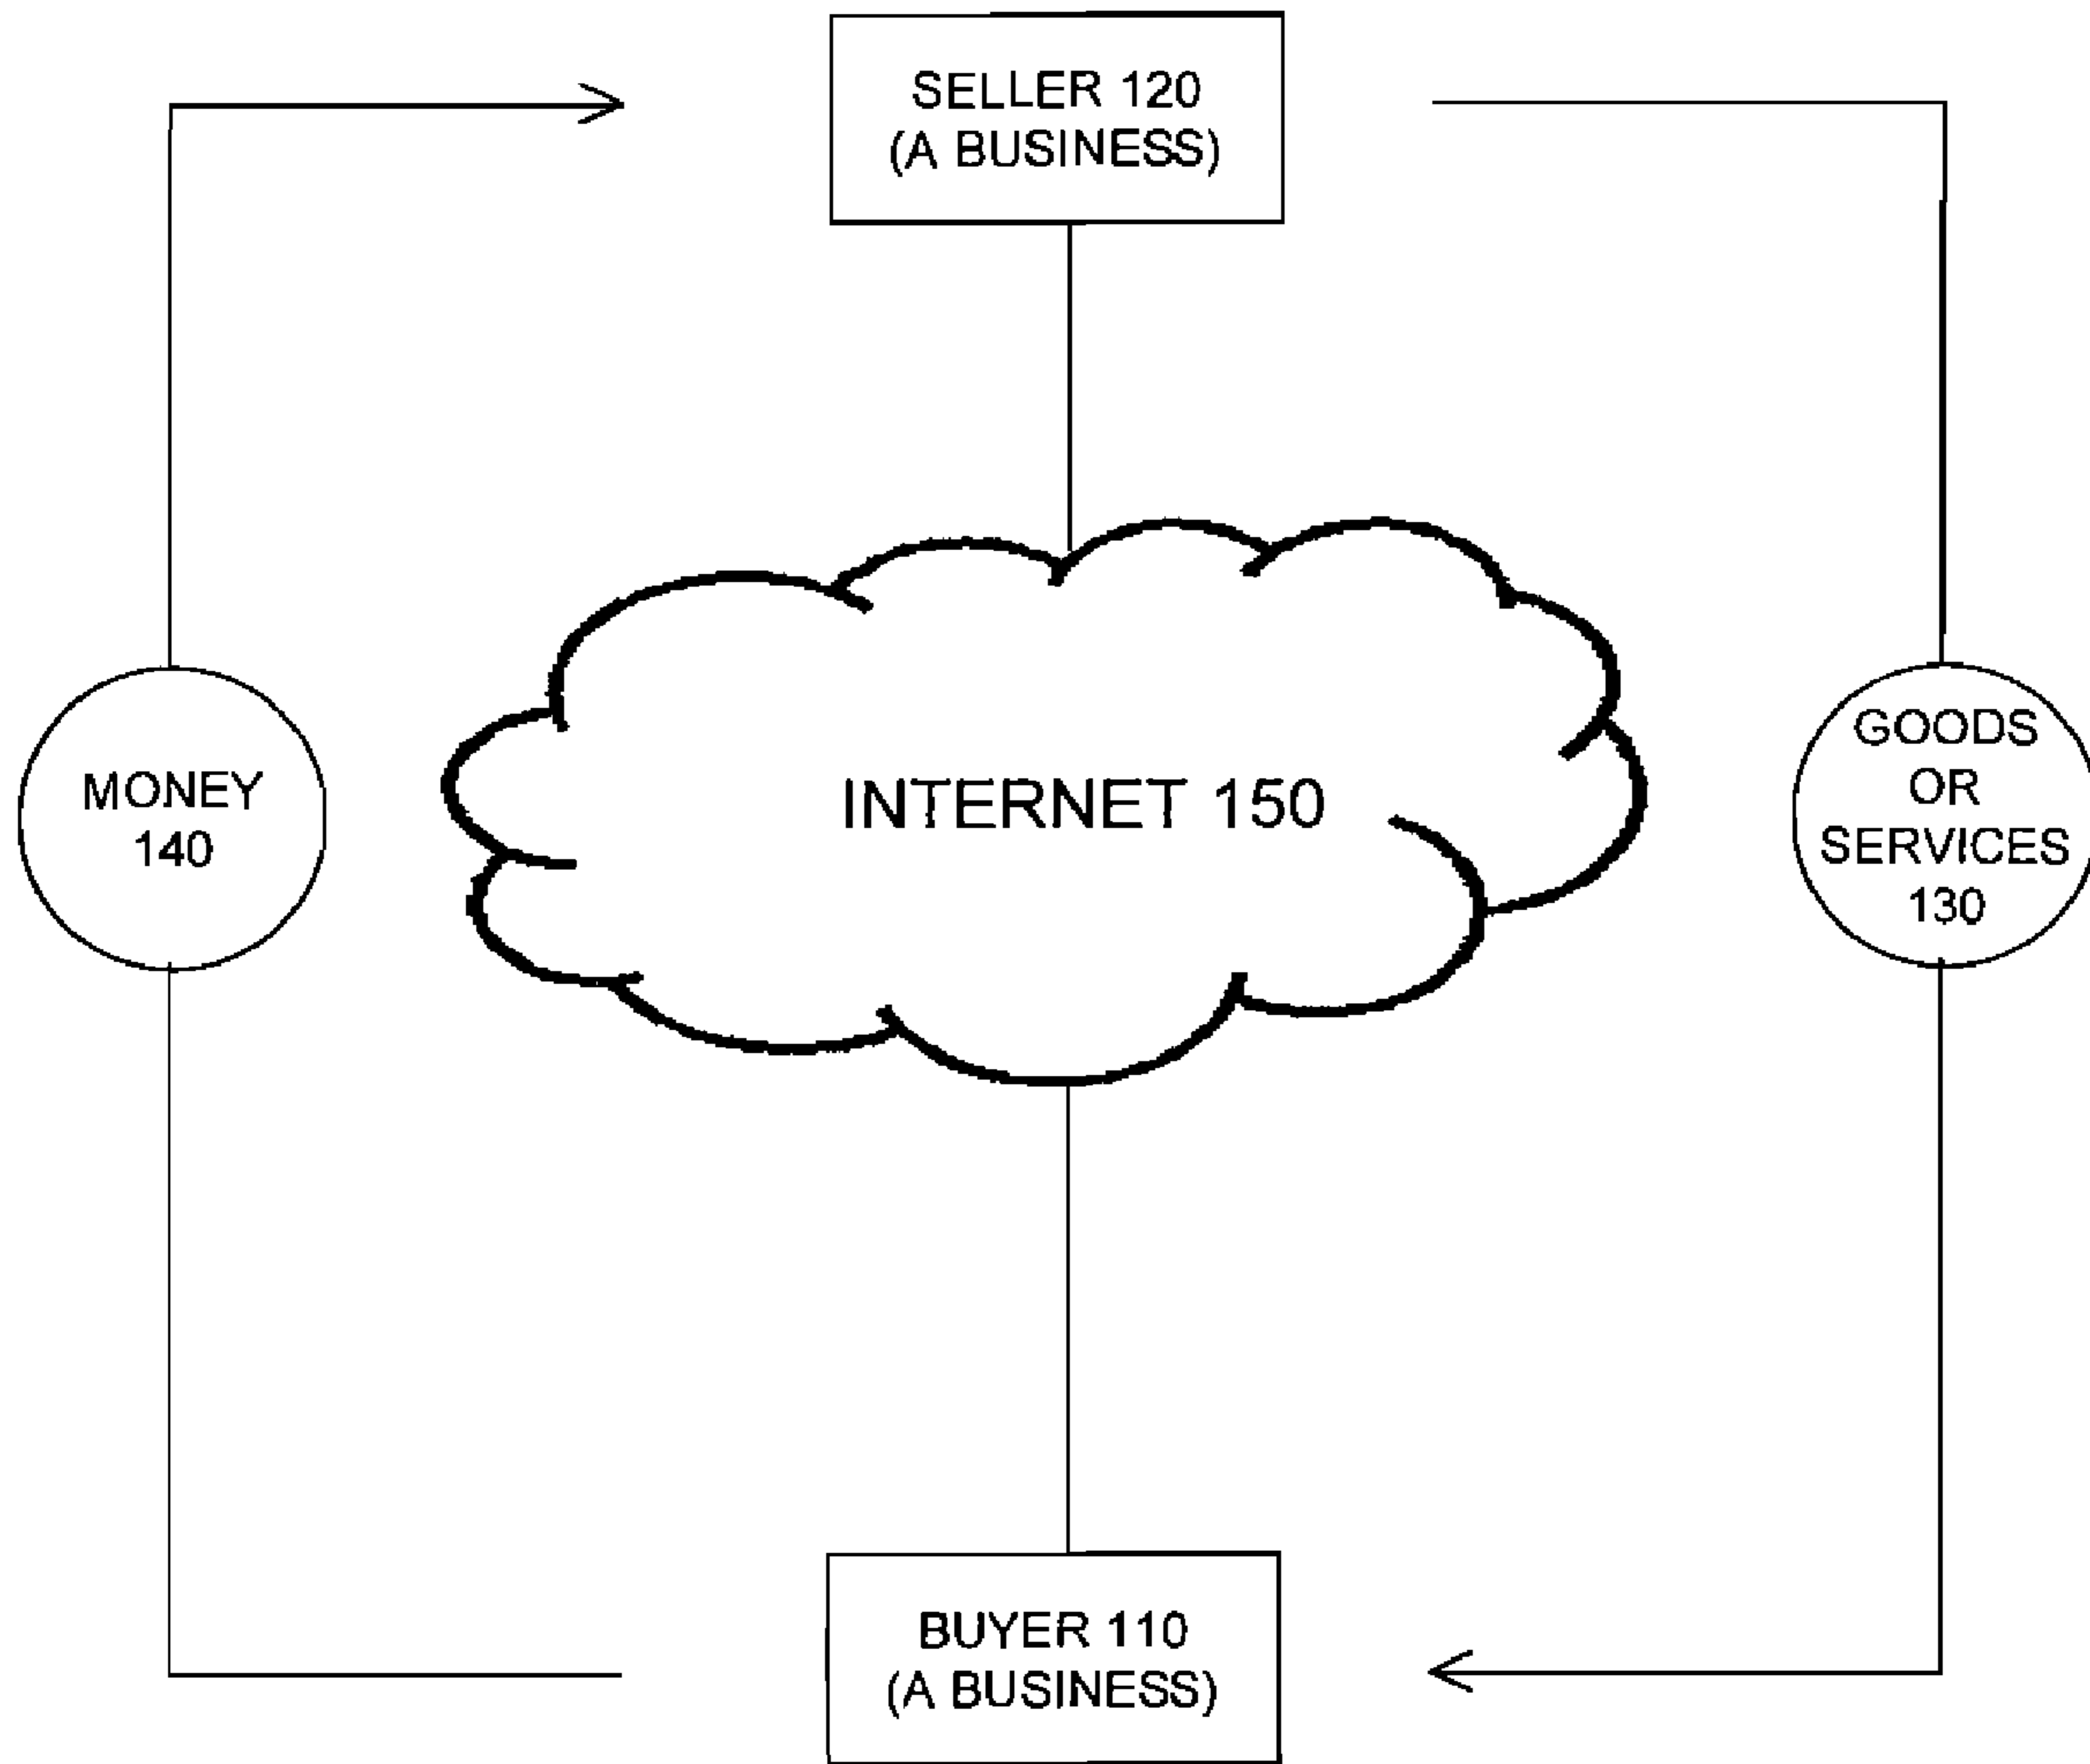 SELLER 120
(A BUSINESS)
MONEY
140
INTERNET 150
GOODS
OR
SERVICES
130
BUYER 110
(A BUSINESS)